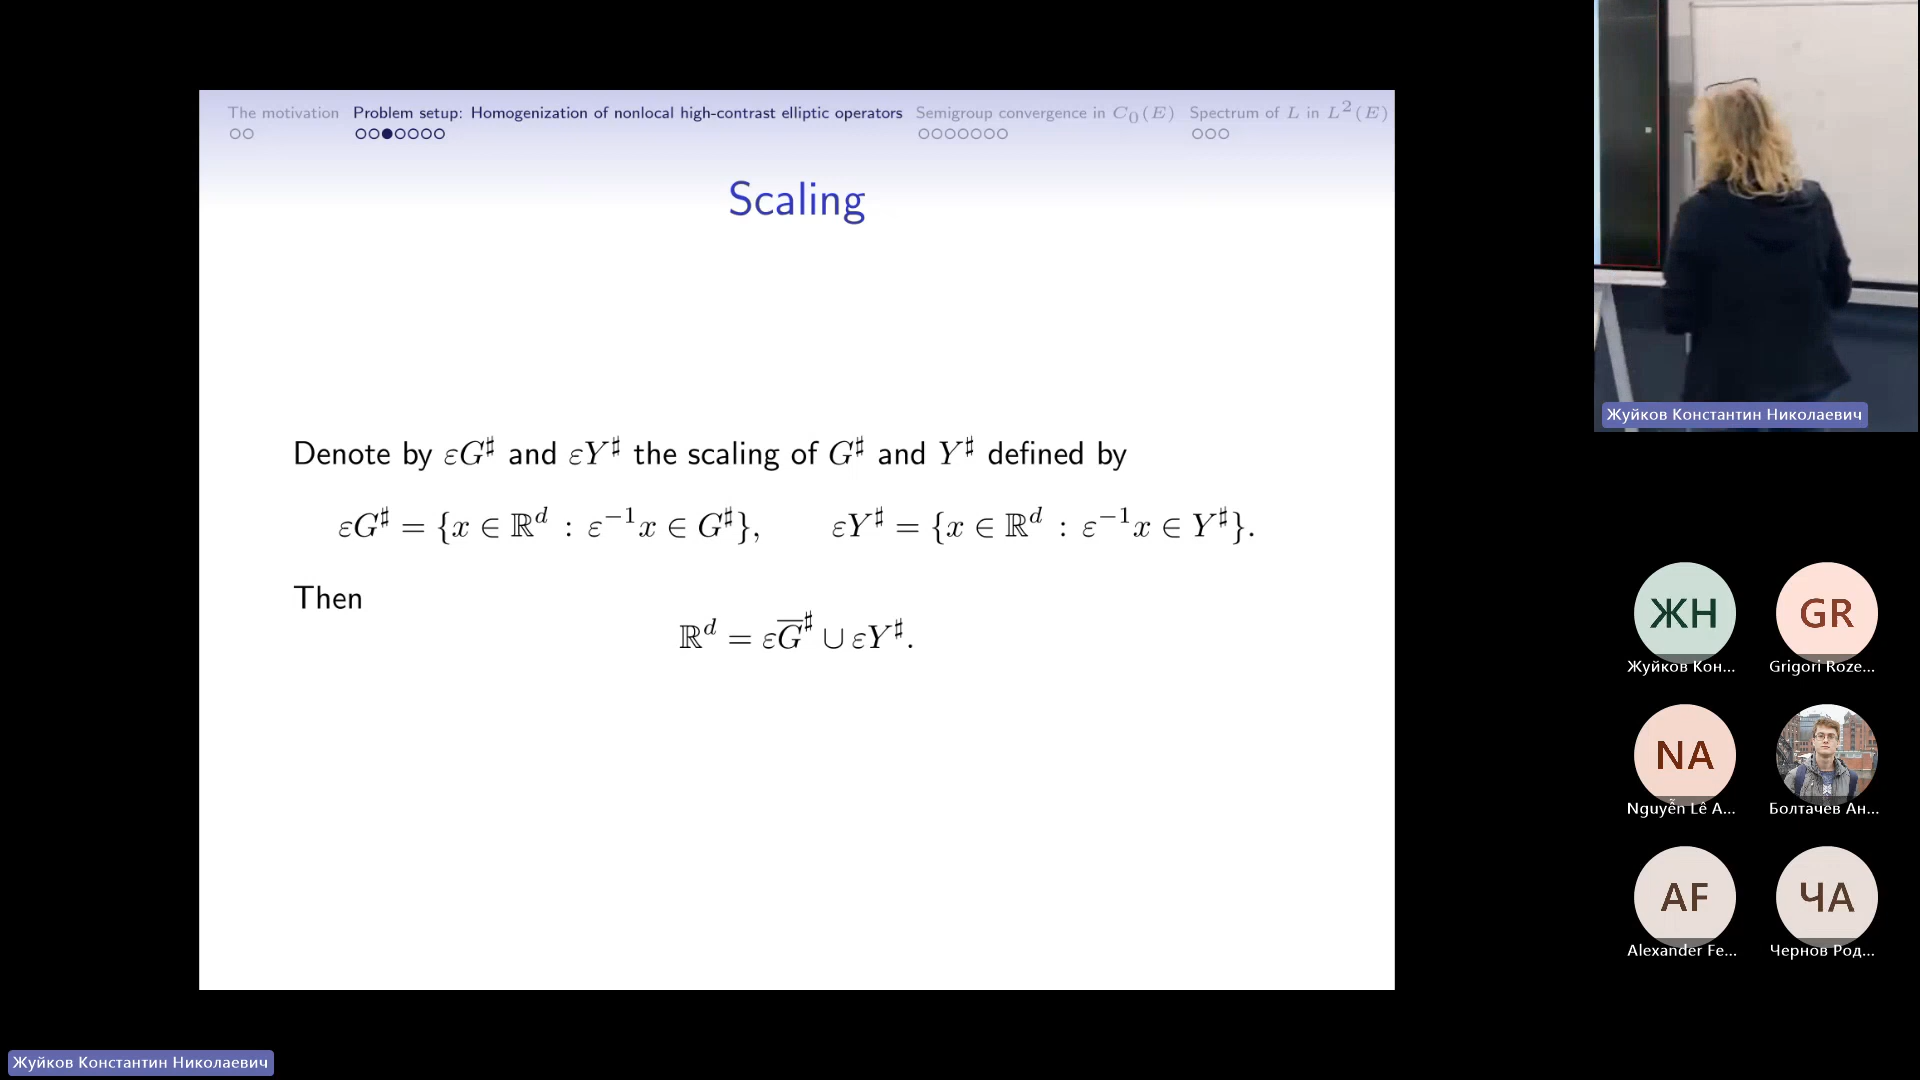 The motivation Problem setup: Homogenization of nonlocal high-contrast elliptic operators Semigroup convergence in C₀(E) Spectrum of L in L²(E)
Scaling
Denote by εG♯ and εY♯ the scaling of G♯ and Y♯ defined by
εG♯ = {x ∈ ℝᵈ : ε⁻¹x ∈ G♯}, εY♯ = {x ∈ ℝᵈ : ε⁻¹x ∈ Y♯}.
Then
ℝᵈ = εG̅♯ ∪ εY♯.
Жуйков Константин Николаевич
ЖН GR
Жуйков Кон... Grigori Roze...
NA
Nguyễn Lê A... Болтачев Ан...
AF ЧА
Alexander Fe... Чернов Род...
Жуйков Константин Николаевич